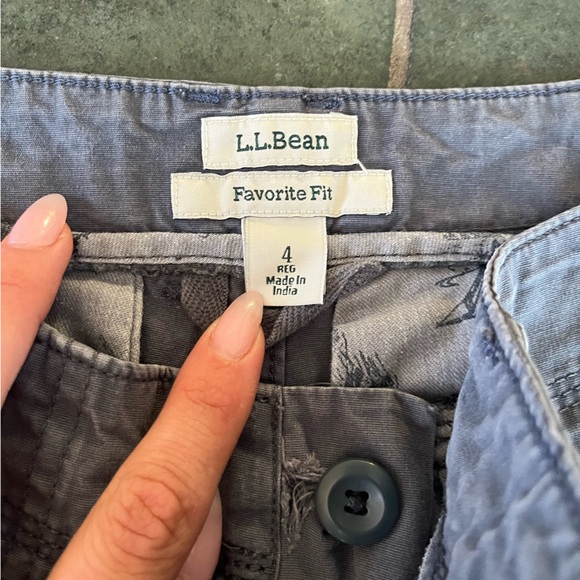 L.L.Bean
Favorite Fit
4
REG
Made In
India